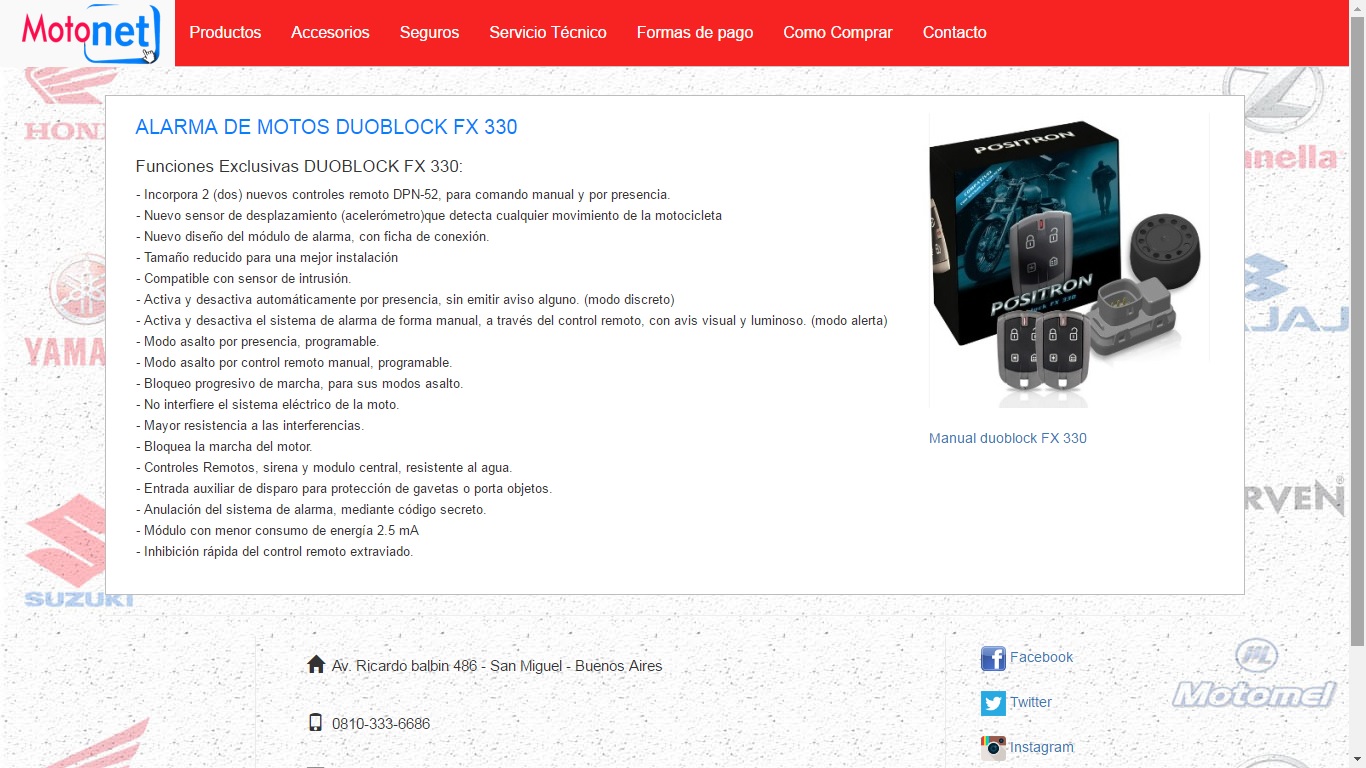 Motonet
Productos
Accesorios
Seguros
Servicio Técnico
Formas de pago
Como Comprar
Contacto
HON
anella
YAMA
AJAJ
RVEN
SUZUKI
Motomel
ALARMA DE MOTOS DUOBLOCK FX 330
Funciones Exclusivas DUOBLOCK FX 330:
- Incorpora 2 (dos) nuevos controles remoto DPN-52, para comando manual y por presencia.
- Nuevo sensor de desplazamiento (acelerómetro)que detecta cualquier movimiento de la motocicleta
- Nuevo diseño del módulo de alarma, con ficha de conexión.
- Tamaño reducido para una mejor instalación
- Compatible con sensor de intrusión.
- Activa y desactiva automáticamente por presencia, sin emitir aviso alguno. (modo discreto)
- Activa y desactiva el sistema de alarma de forma manual, a través del control remoto, con avis visual y luminoso. (modo alerta)
- Modo asalto por presencia, programable.
- Modo asalto por control remoto manual, programable.
- Bloqueo progresivo de marcha, para sus modos asalto.
- No interfiere el sistema eléctrico de la moto.
- Mayor resistencia a las interferencias.
- Bloquea la marcha del motor.
- Controles Remotos, sirena y modulo central, resistente al agua.
- Entrada auxiliar de disparo para protección de gavetas o porta objetos.
- Anulación del sistema de alarma, mediante código secreto.
- Módulo con menor consumo de energía 2.5 mA
- Inhibición rápida del control remoto extraviado.
POSITRON
POSITRON
FX 330
Manual duoblock FX 330
Av. Ricardo balbin 486 - San Miguel - Buenos Aires
0810-333-6686
Facebook
Twitter
Instagram